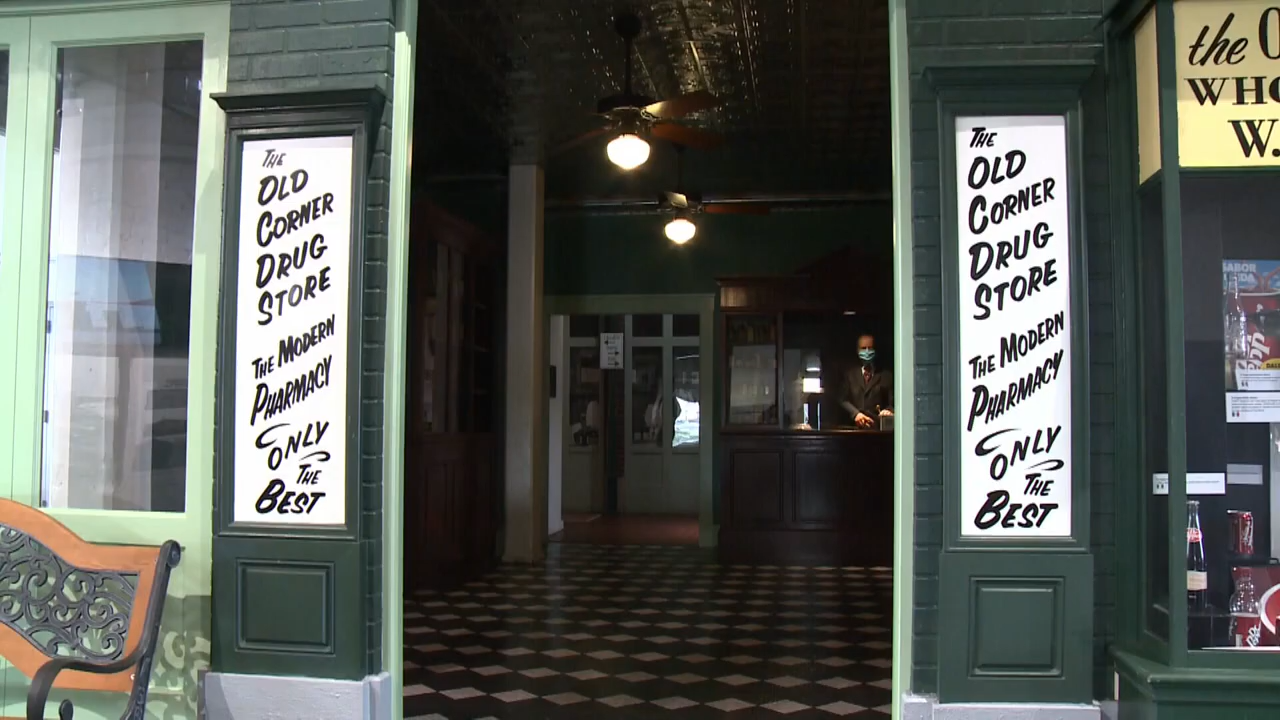 THE
OLD
CORNER
DRUG
STORE
THE MODERN
PHARMACY
ONLY
THE
BEST
THE
OLD
CORNER
DRUG
STORE
THE MODERN
PHARMACY
ONLY
THE
BEST
the
W.
SABOR